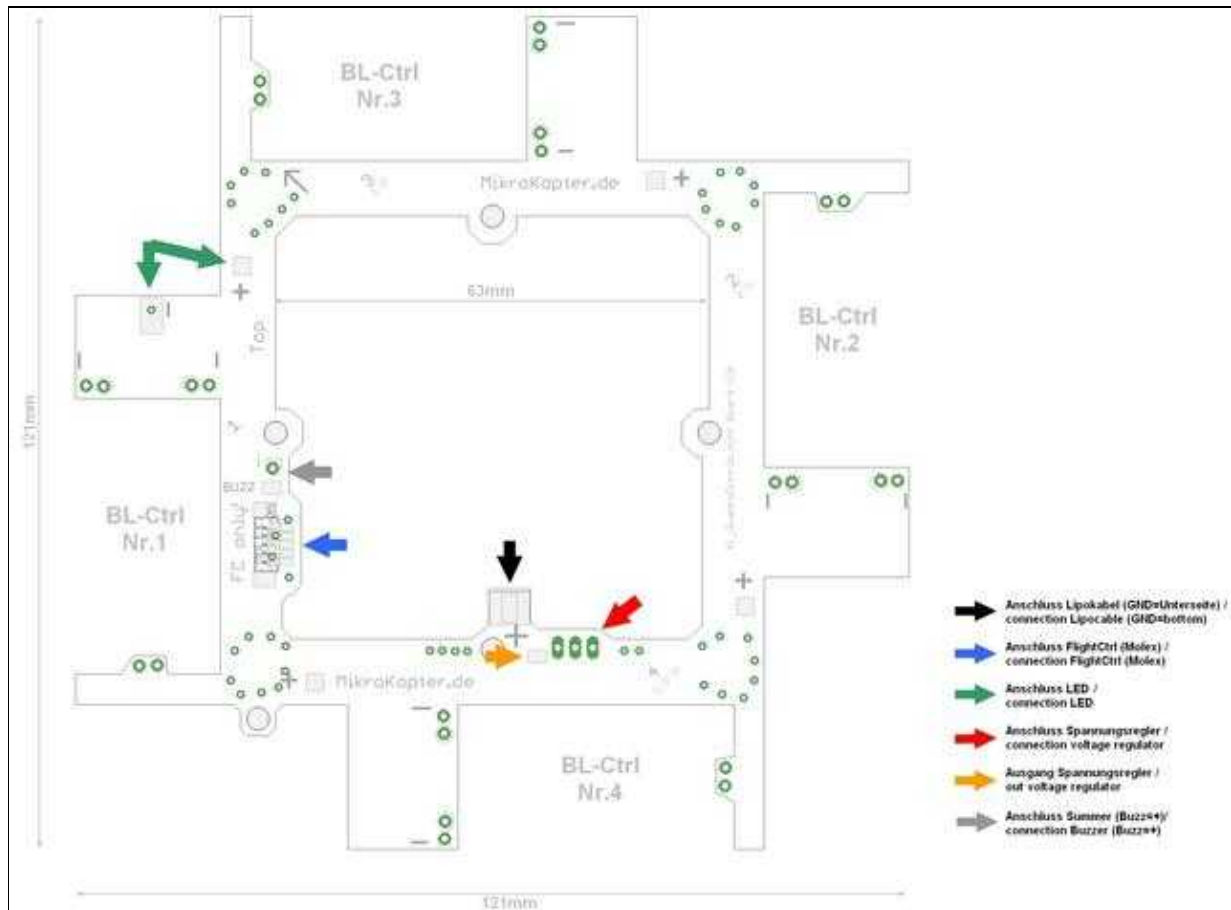 BL-Ctrl
Nr.3
MikroKopter.de
+
63mm
+
Top
BL-Ctrl
Nr.2
121mm
BUZZ
FC only!
BL-Ctrl
Nr.1
+
+
+
MikroKopter.de
BL-Ctrl
Nr.4
121mm
Anschluss Lipokabel (GND=Unterseite) /
connection Lipocable (GND=bottom)
Anschluss FlightCtrl (Molex) /
connection FlightCtrl (Molex)
Anschluss LED /
connection LED
Anschluss Spannungsregler /
connection voltage regulator
Ausgang Spannungsregler /
out voltage regulator
Anschluss Summer (Buzz=+)/
connection Buzzer (Buzz=+)